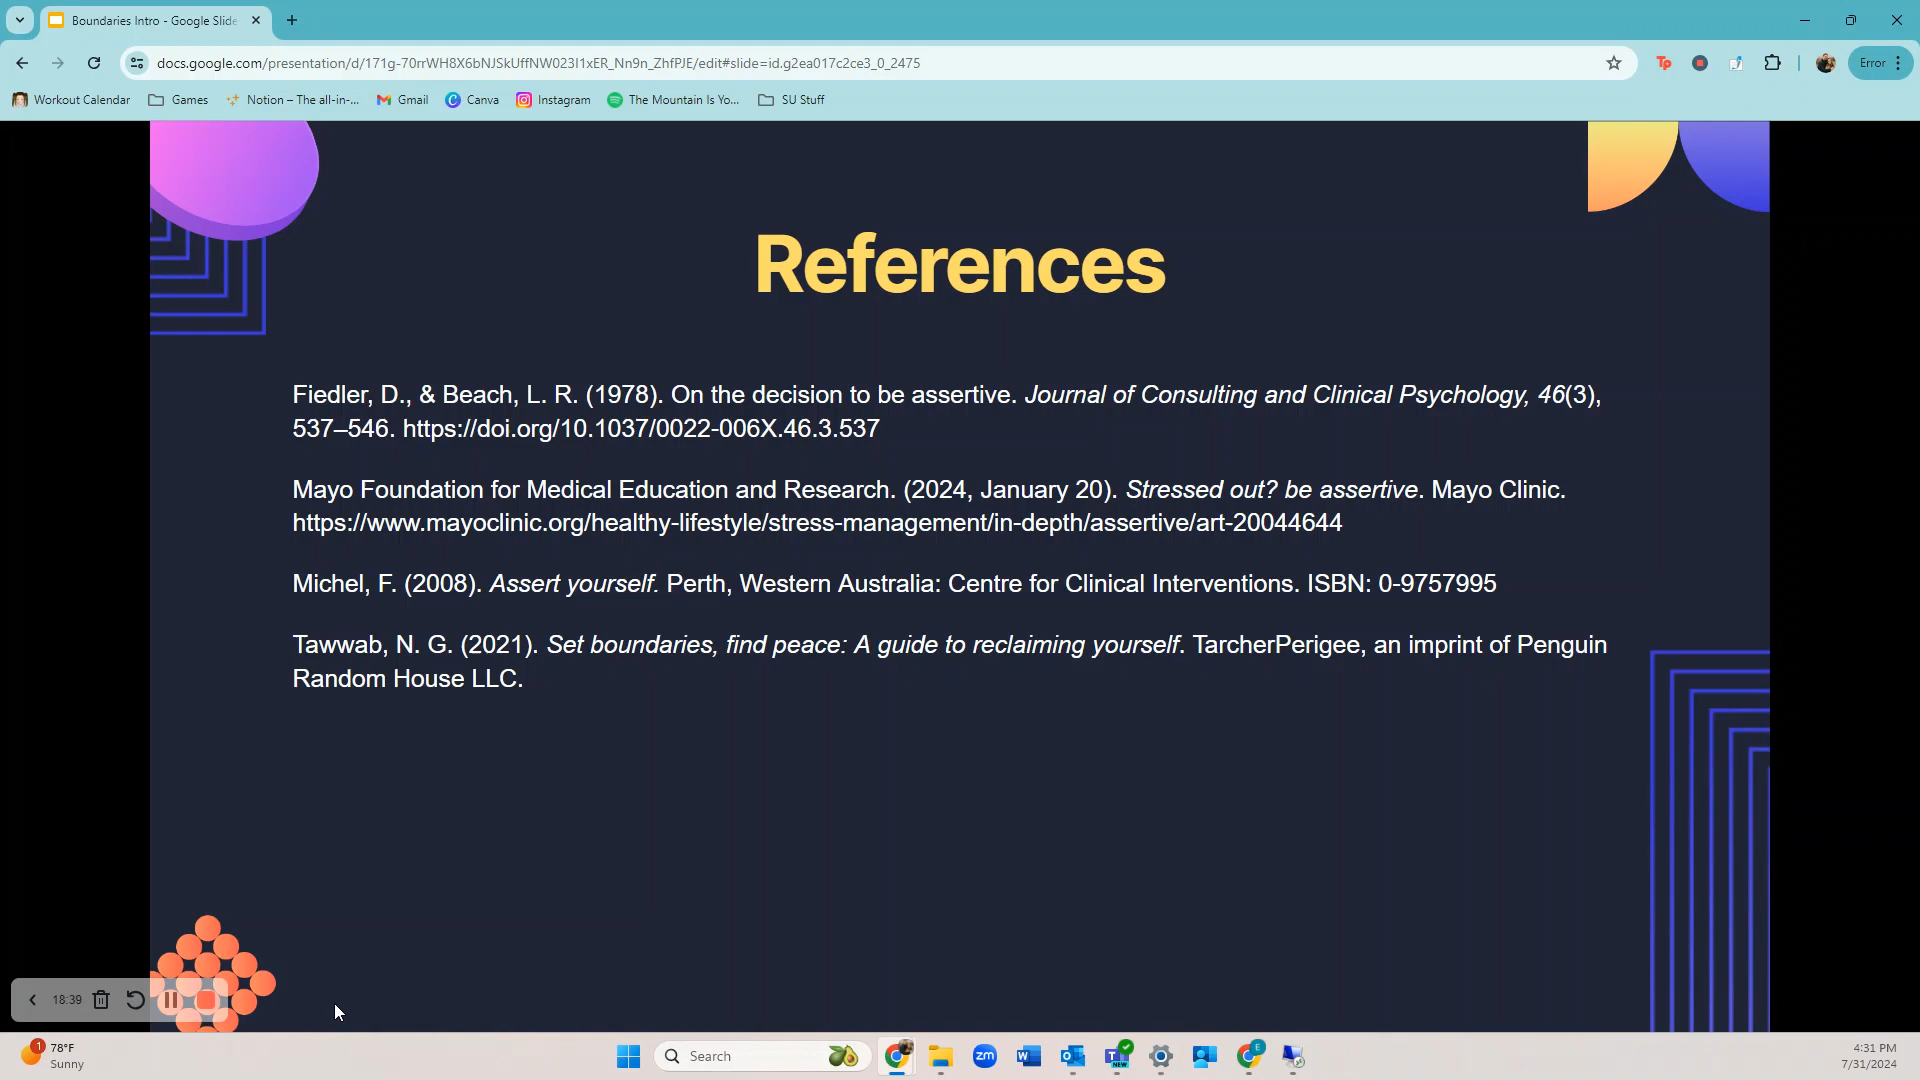 Boundaries Intro - Google Slide
docs.google.com/presentation/d/171g-70rrWH8X6bNJSkUffNW023I1xER_Nn9n_ZhfPJE/edit#slide=id.g2ea017c2ce3_0_2475
Error
Workout Calendar Games Notion – The all-in-... Gmail Canva Instagram The Mountain Is Yo... SU Stuff
References
Fiedler, D., & Beach, L. R. (1978). On the decision to be assertive. Journal of Consulting and Clinical Psychology, 46(3),
537–546. https://doi.org/10.1037/0022-006X.46.3.537
Mayo Foundation for Medical Education and Research. (2024, January 20). Stressed out? be assertive. Mayo Clinic.
https://www.mayoclinic.org/healthy-lifestyle/stress-management/in-depth/assertive/art-20044644
Michel, F. (2008). Assert yourself. Perth, Western Australia: Centre for Clinical Interventions. ISBN: 0-9757995
Tawwab, N. G. (2021). Set boundaries, find peace: A guide to reclaiming yourself. TarcherPerigee, an imprint of Penguin
Random House LLC.
18:39
1 78°F
Sunny
Search
zm
NEW
E
4:31 PM
7/31/2024